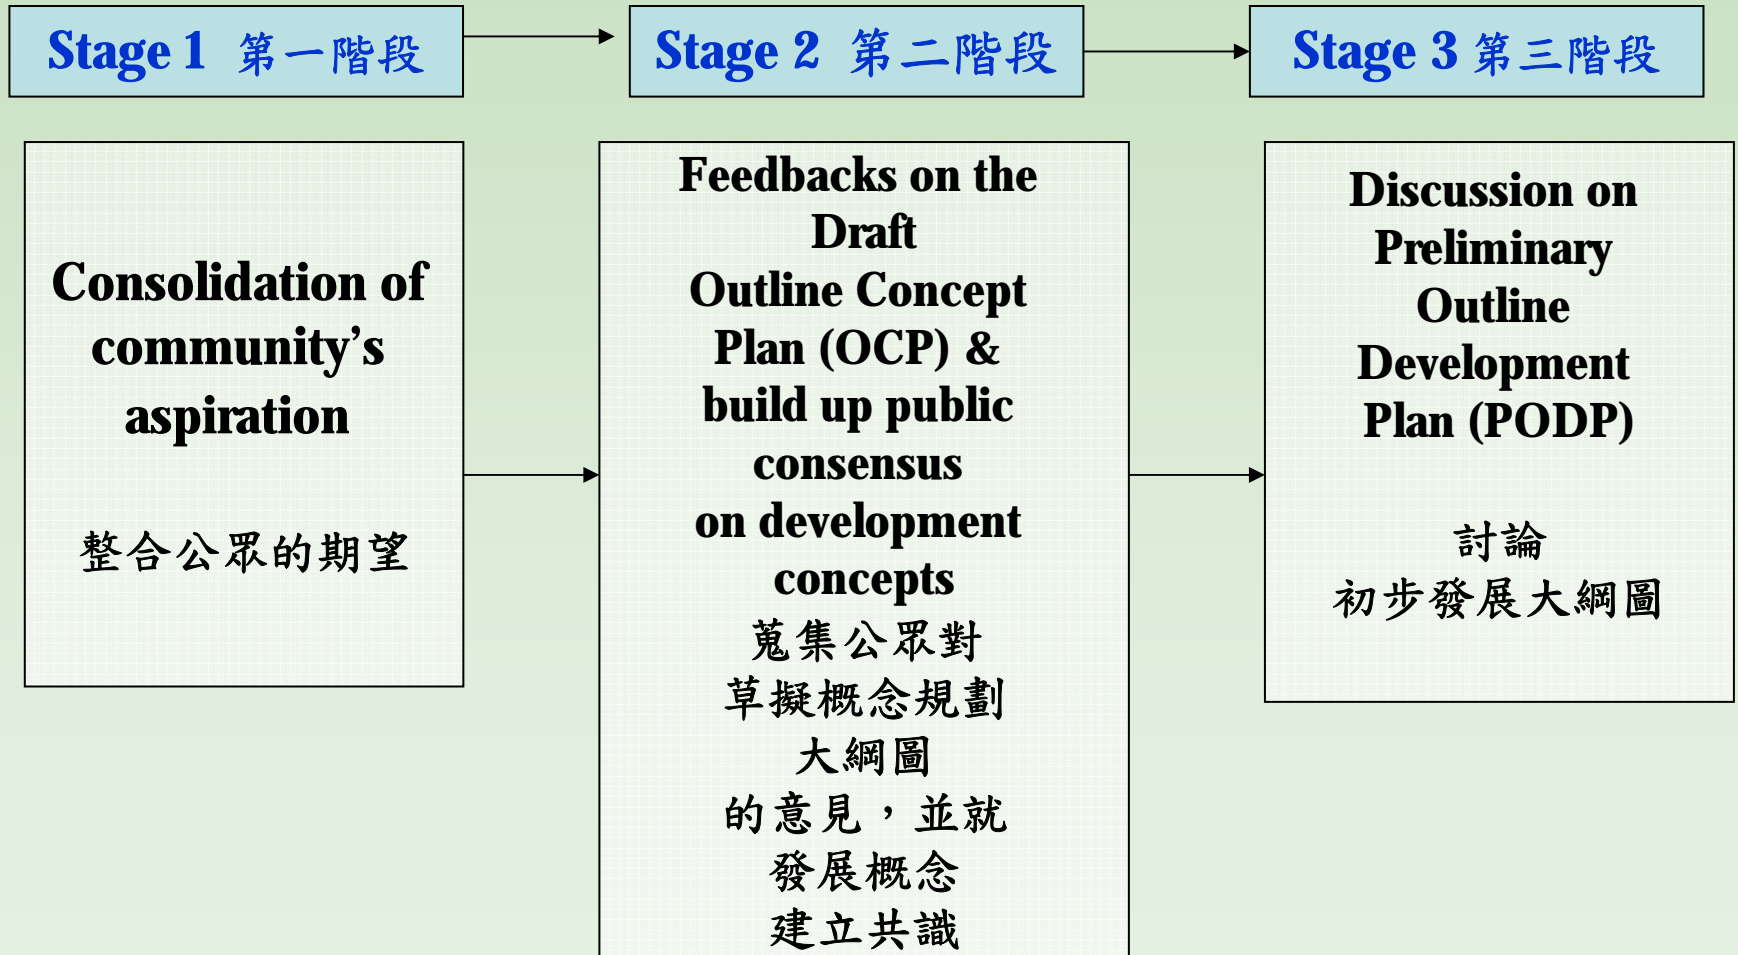 Stage 1 第一階段
Stage 2 第二階段
Stage 3 第三階段
Consolidation of
community’s
aspiration
整合公眾的期望
Feedbacks on the
Draft
Outline Concept
Plan (OCP) &
build up public
consensus
on development
concepts
蒐集公眾對
草擬概念規劃
大綱圖
的意見，並就
發展概念
建立共識
Discussion on
Preliminary
Outline
Development
Plan (PODP)
討論
初步發展大綱圖